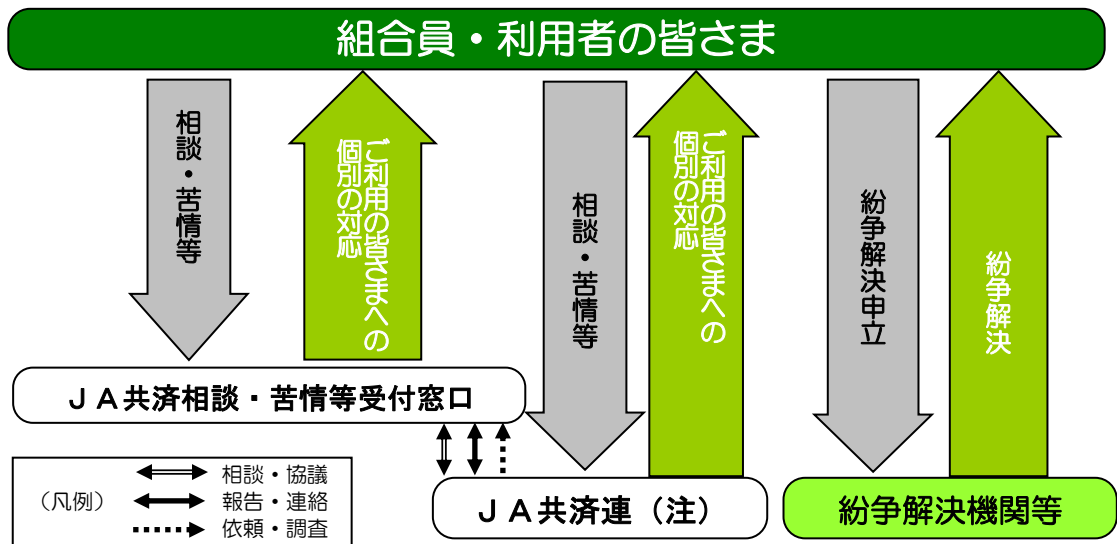 組合員・利用者の皆さま
相談・苦情等
ご利用の皆さまへの
個別の対応
相談・苦情等
ご利用の皆さまへの
個別の対応
紛争解決申立
紛争解決
ＪＡ共済相談・苦情等受付窓口
ＪＡ共済連（注）
紛争解決機関等
（凡例）
相談・協議
報告・連絡
依頼・調査